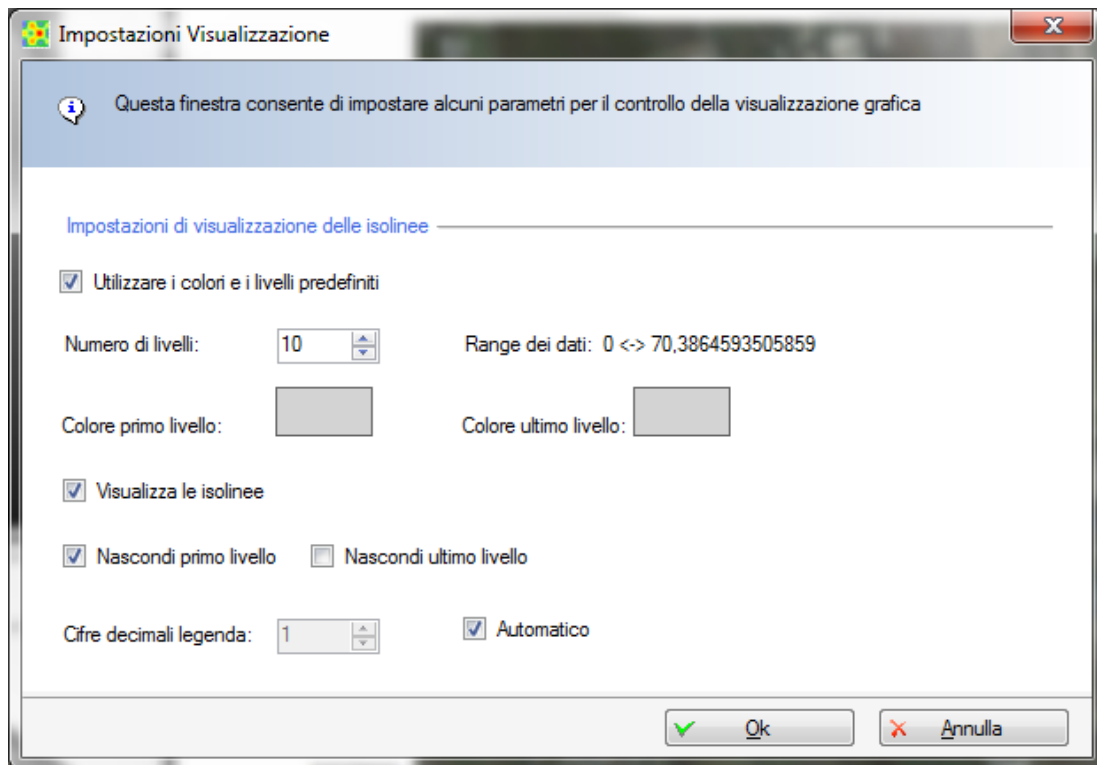 Impostazioni Visualizzazione
Questa finestra consente di impostare alcuni parametri per il controllo della visualizzazione grafica
Impostazioni di visualizzazione delle isolinee
Utilizzare i colori e i livelli predefiniti
Numero di livelli: 10 Range dei dati: 0 <-> 70,3864593505859
Colore primo livello: Colore ultimo livello:
Visualizza le isolinee
Nascondi primo livello Nascondi ultimo livello
Cifre decimali legenda: 1 Automatico
Ok Annulla